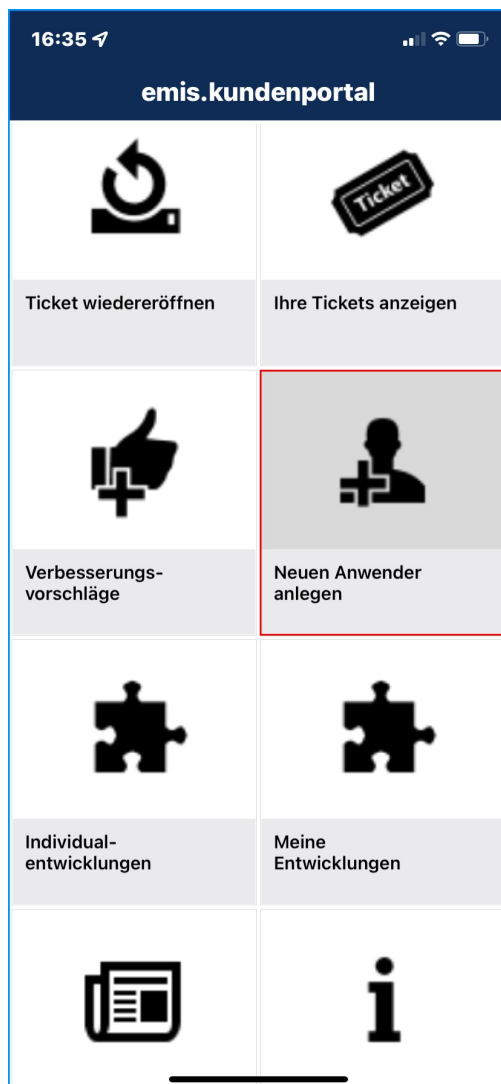 16:35
emis.kundenportal
Ticket
Ticket wiedereröffnen
Ihre Tickets anzeigen
Verbesserungs-
vorschläge
Neuen Anwender
anlegen
Individual-
entwicklungen
Meine
Entwicklungen